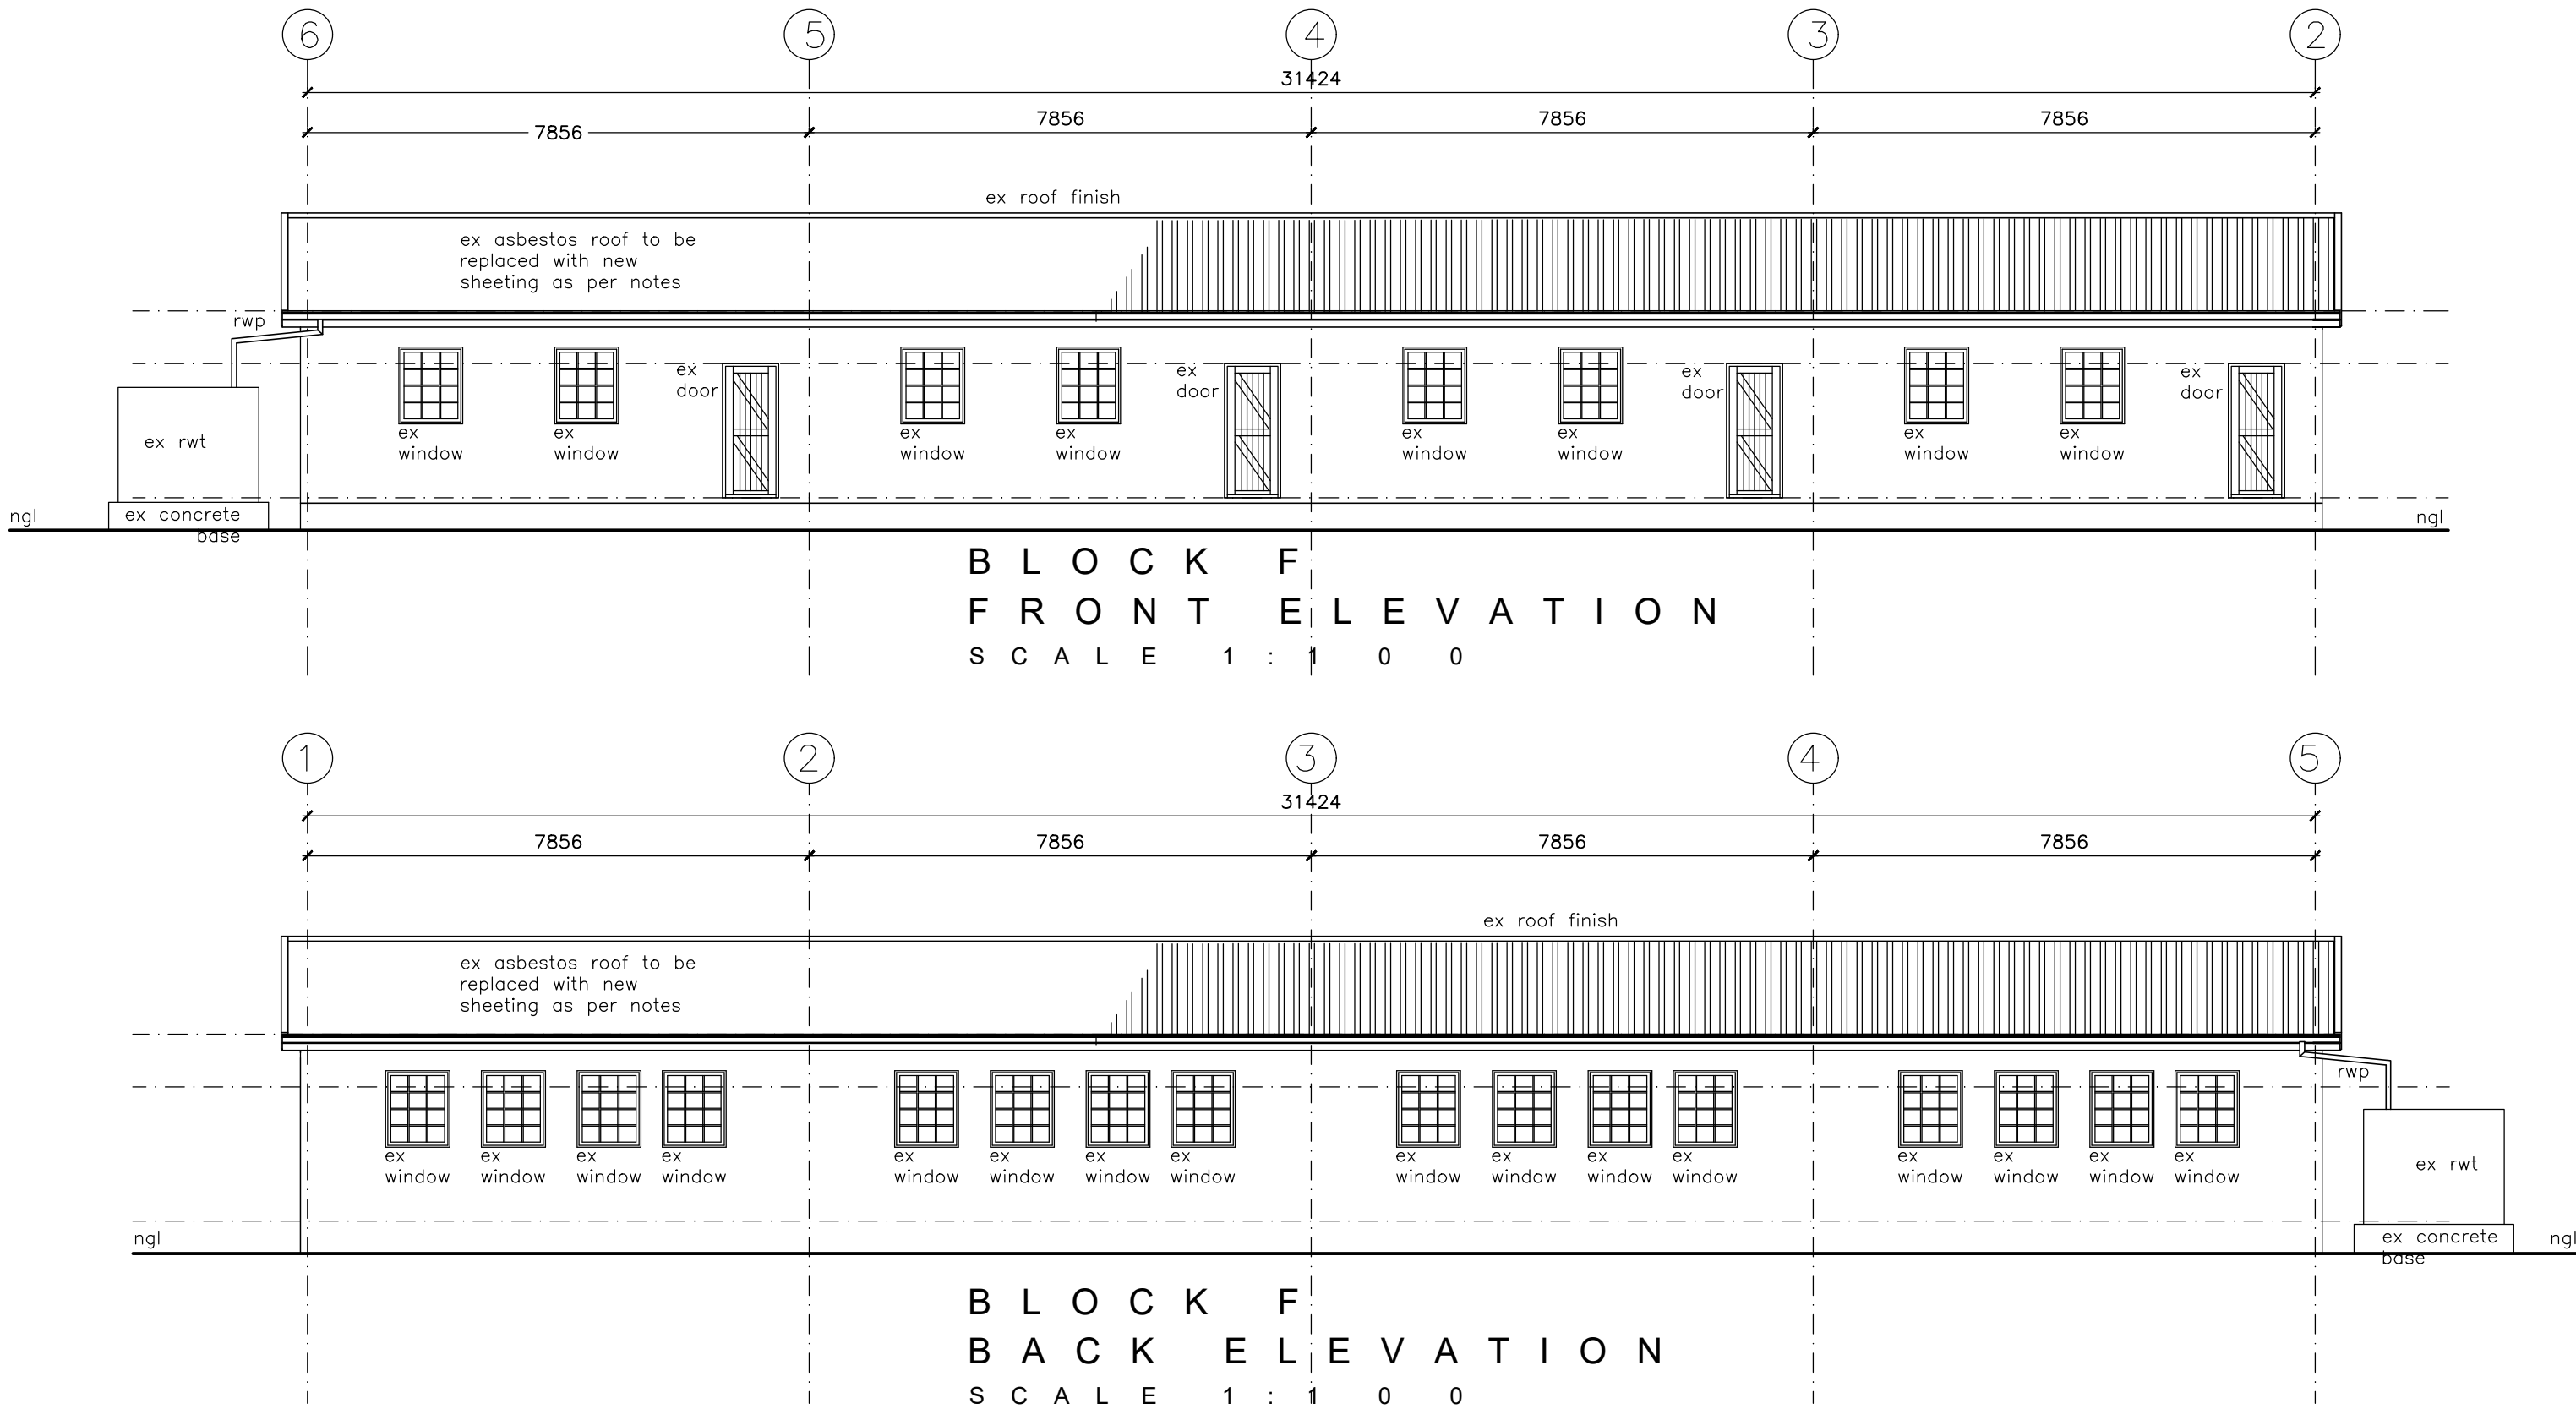 6 5 4 3 2
31424
7856 7856 7856 7856
ex roof finish
ex asbestos roof to be
replaced with new
sheeting as per notes
rwp
ex door ex door ex door ex door
ex rwt
ex window ex window ex window ex window ex window ex window ex window ex window
ngl
ex concrete
base
ngl
BLOCK F
FRONT ELEVATION
SCALE 1:100
1 2 3 4 5
31424
7856 7856 7856 7856
ex roof finish
ex asbestos roof to be
replaced with new
sheeting as per notes
rwp
ex window ex window ex window ex window ex window ex window ex window ex window ex window ex window ex window ex window ex window ex window ex window ex window
ex rwt
ngl
ex concrete
base
ngl
BLOCK F
BACK ELEVATION
SCALE 1:100